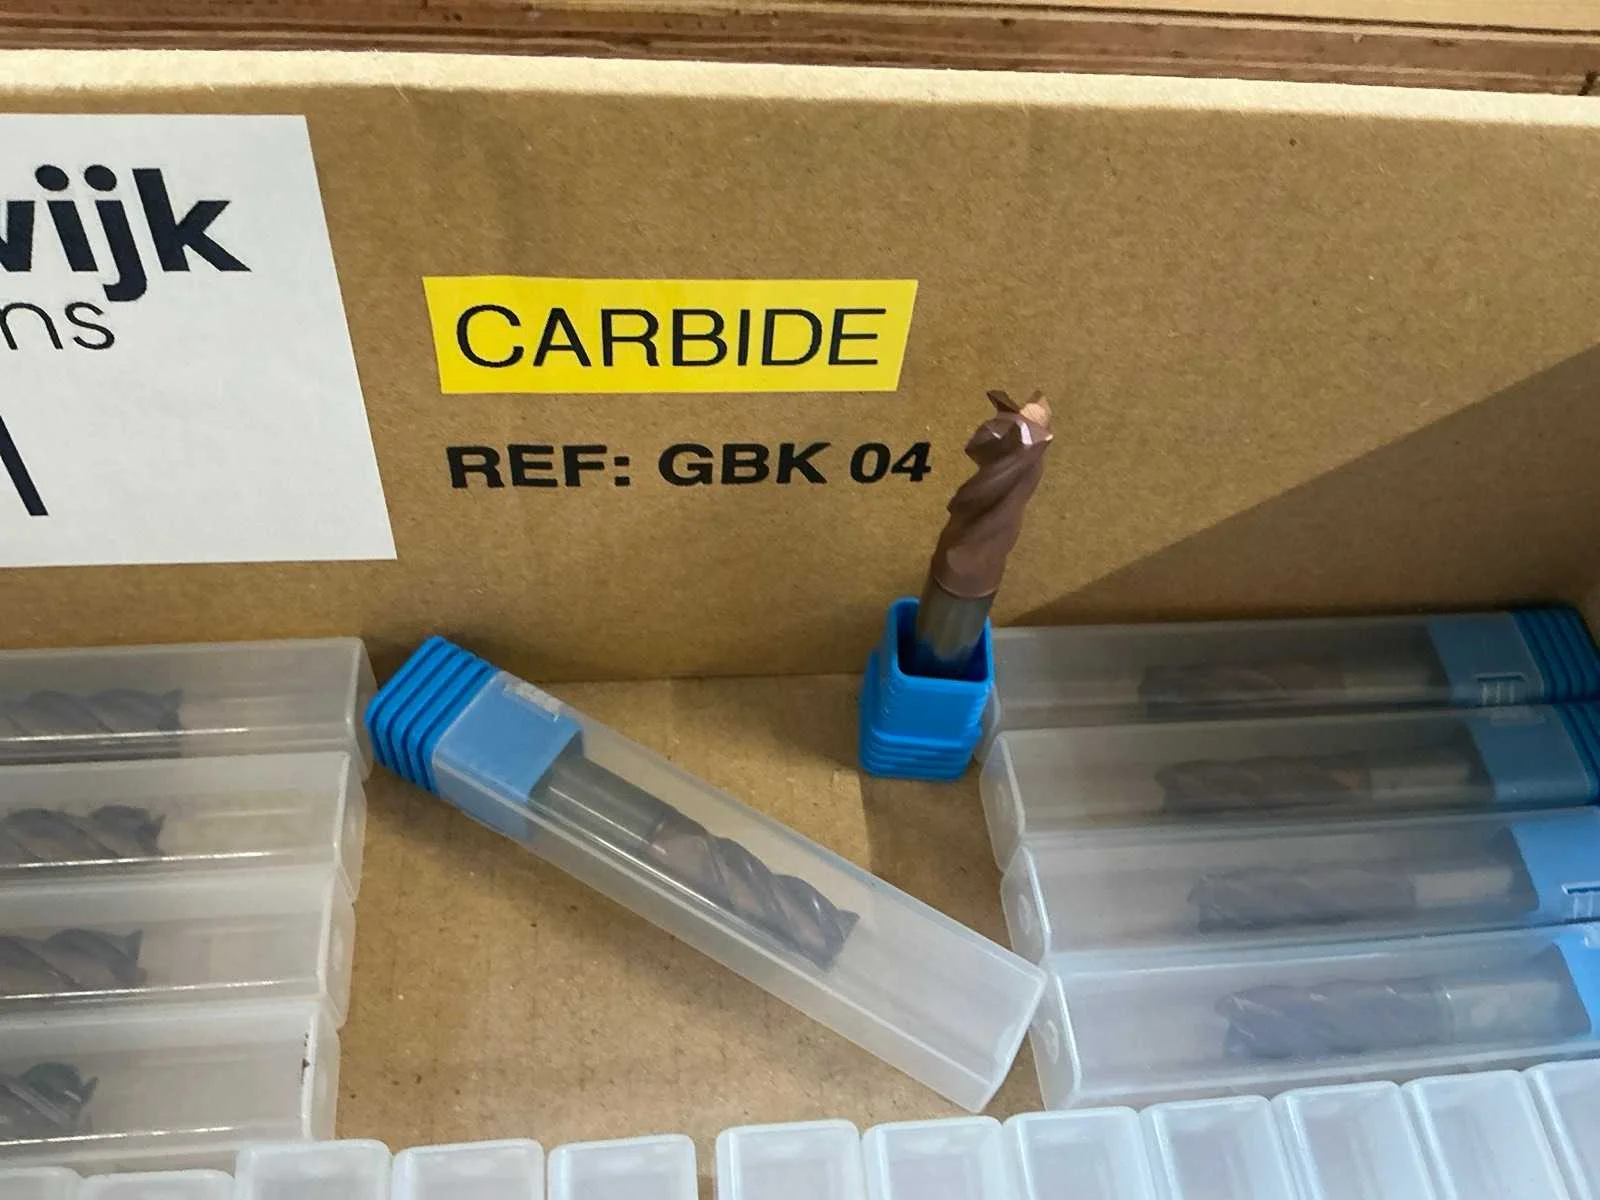 wijk
ns
CARBIDE
REF: GBK 04